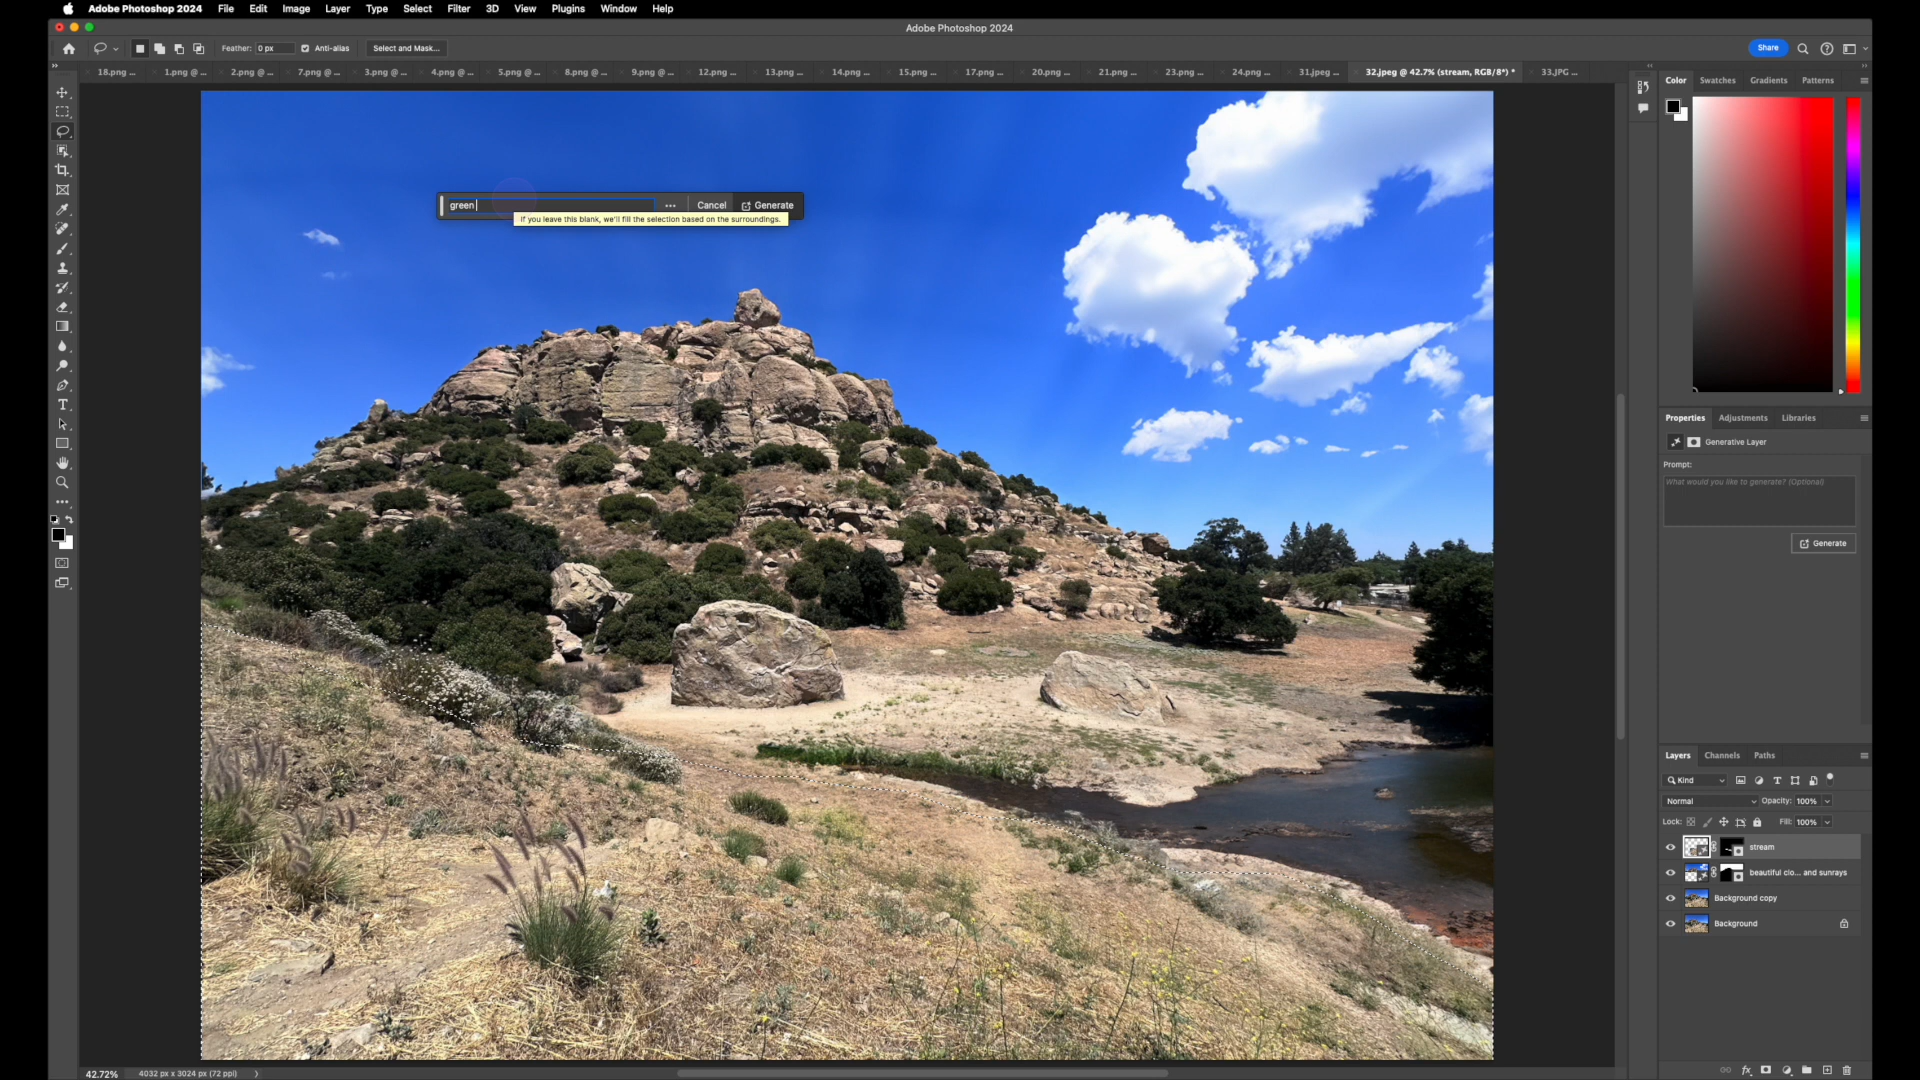 Adobe Photoshop 2024 File Edit Image Layer Type Select Filter 3D View Plugins Window Help
Adobe Photoshop 2024
Feather: 0 px Anti-alias Select and Mask... Share
18.png ... 1.png @ ... 2.png @ ... 7.png @ ... 3.png @ ... 4.png @ ... 5.png @ ... 8.png @ ... 9.png @ ... 12.png ... 13.png ... 14.png ... 15.png ... 17.png ... 20.png ... 21.png ... 23.png ... 24.png ... 31.jpeg ... 32.jpeg @ 42.7% (stream, RGB/8*) * 33.JPG ...
Color Swatches Gradients Patterns
green ... Cancel Generate
If you leave this blank, we'll fill the selection based on the surroundings.
Properties Adjustments Libraries
Generative Layer
Prompt:
What would you like to generate? (Optional)
Generate
Layers Channels Paths
Kind
Normal Opacity: 100%
Lock: Fill: 100%
stream
beautiful clo... and sunrays
Background copy
Background
42.72% 4032 px x 3024 px (72 ppi)